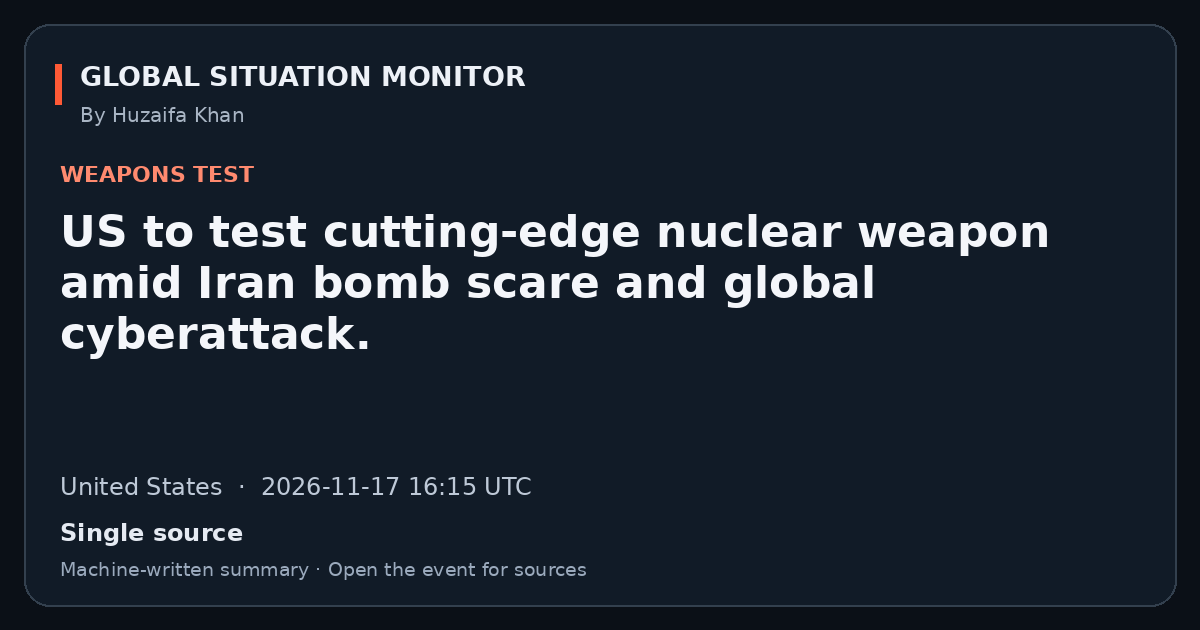 GLOBAL SITUATION MONITOR
By Huzaifa Khan
WEAPONS TEST
US to test cutting-edge nuclear weapon
amid Iran bomb scare and global
cyberattack.
United States · 2026-11-17 16:15 UTC
Single source
Machine-written summary · Open the event for sources